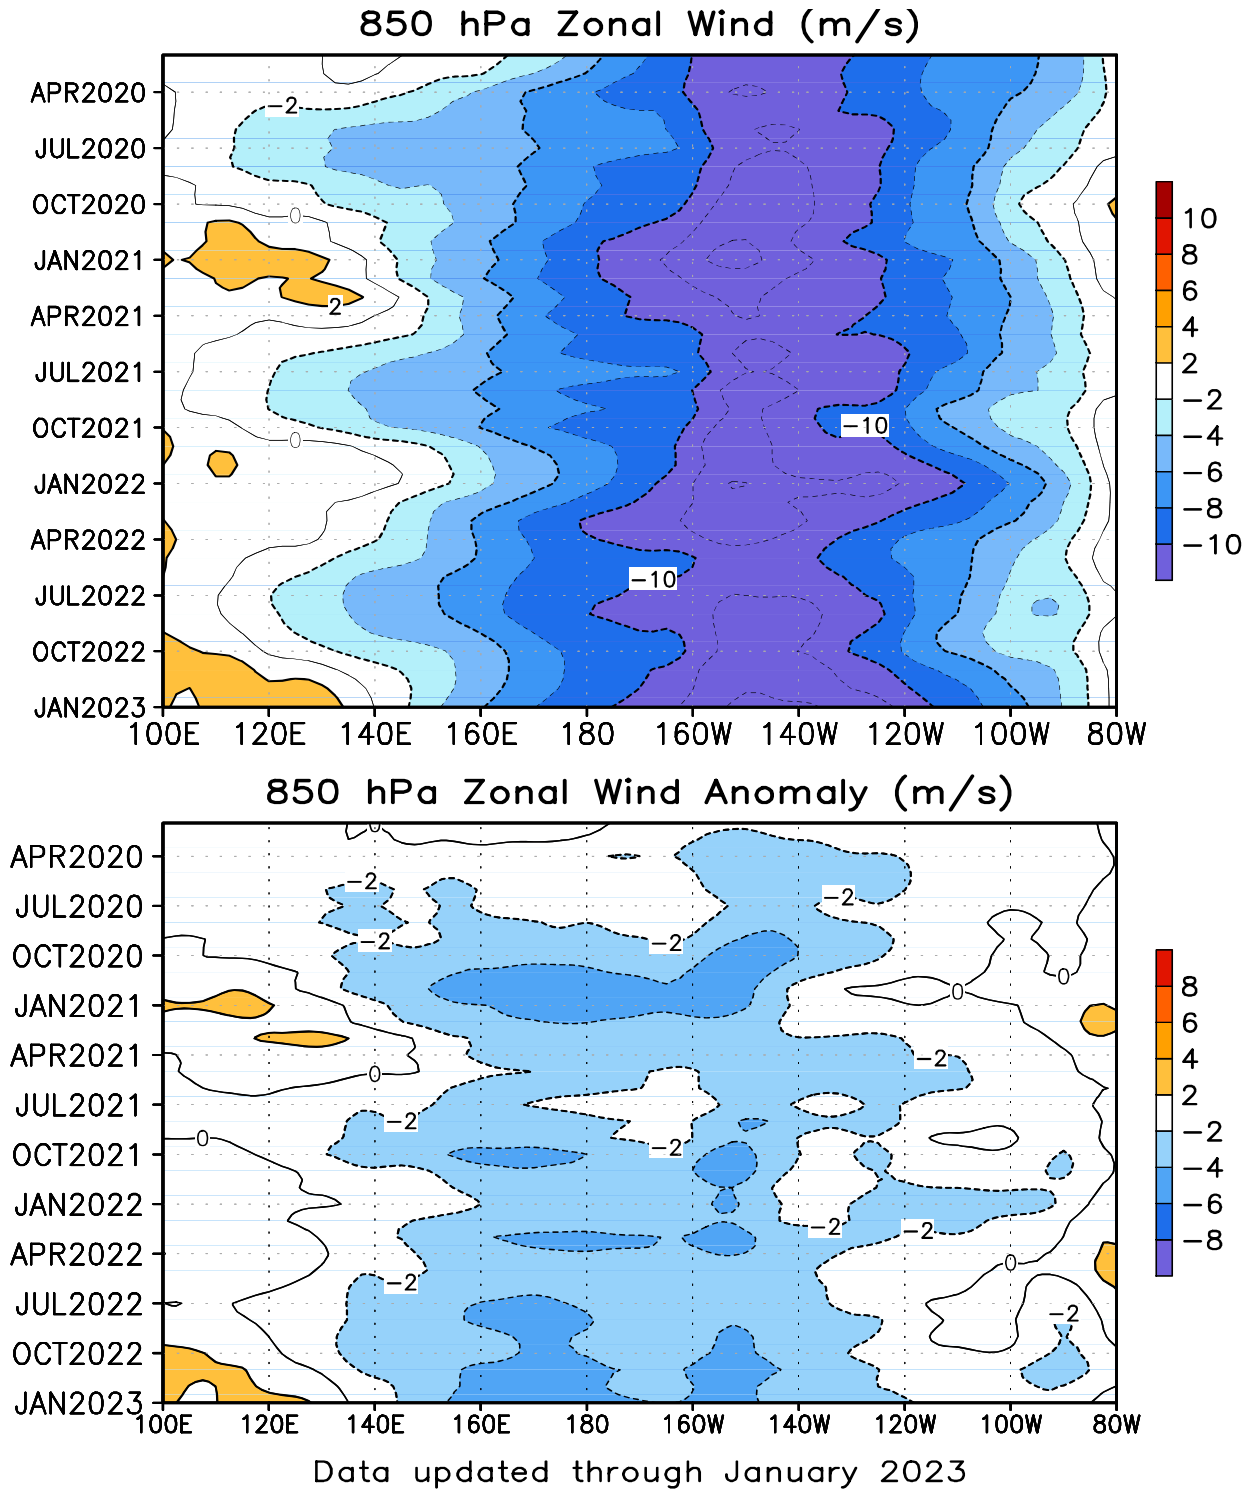 850 hPa Zonal Wind (m/s)
APR2020
JUL2020
OCT2020
JAN2021
APR2021
JUL2021
OCT2021
JAN2022
APR2022
JUL2022
OCT2022
JAN2023
−2
0
2
0
−10
−10
100E 120E 140E 160E 180 160W 140W 120W 100W 80W
10
8
6
4
2
−2
−4
−6
−8
−10
850 hPa Zonal Wind Anomaly (m/s)
APR2020
JUL2020
OCT2020
JAN2021
APR2021
JUL2021
OCT2021
JAN2022
APR2022
JUL2022
OCT2022
JAN2023
0
−2
−2
−2
−2
0
0
−2
0
−2
0
−2
−2
−2
0
−2
−2
100E 120E 140E 160E 180 160W 140W 120W 100W 80W
8
6
4
2
−2
−4
−6
−8
Data updated through January 2023